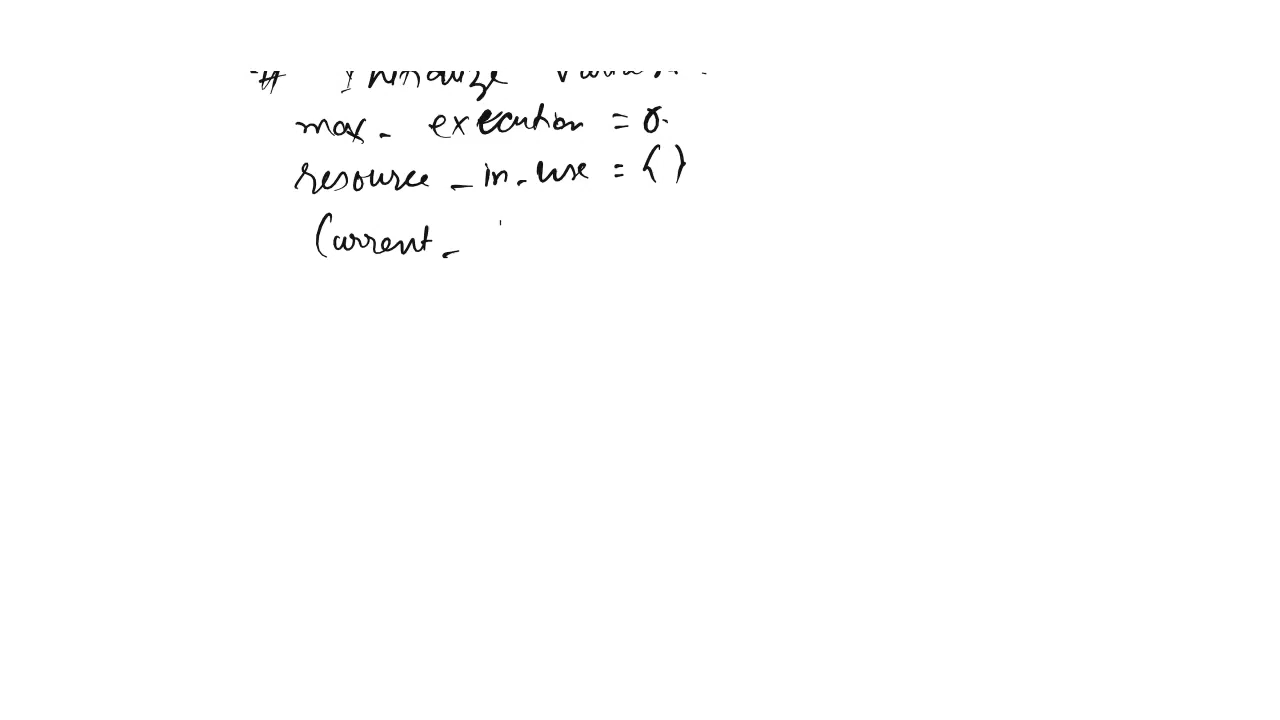 # Initialize
max_execution = 0.
resource_in_use = {}
Current_